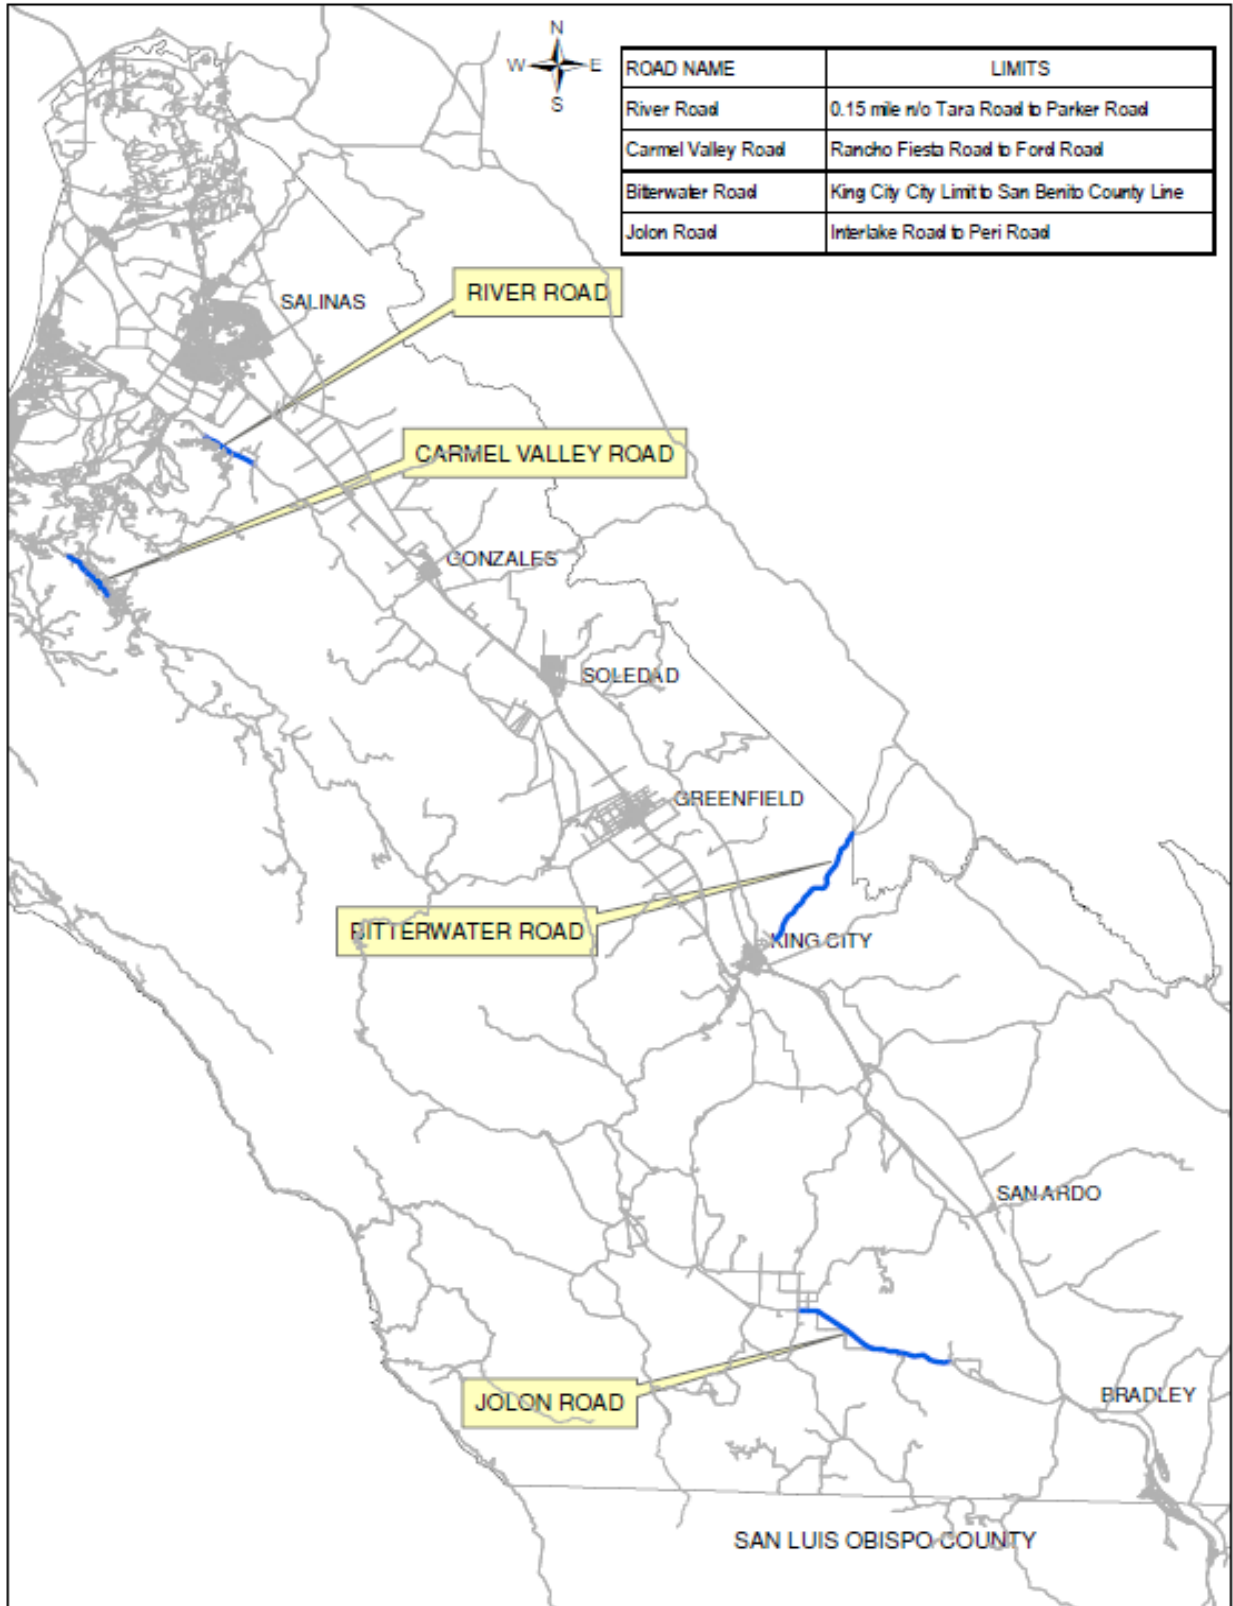 N
W E
S
ROAD NAME LIMITS
River Road 0.15 mile n/o Tara Road to Parker Road
Carmel Valley Road Rancho Fiesta Road to Ford Road
Bitterwater Road King City City Limit to San Benito County Line
Jolon Road Interlake Road to Peri Road
RIVER ROAD
SALINAS
CARMEL VALLEY ROAD
GONZALES
SOLEDAD
GREENFIELD
BITTERWATER ROAD
KING CITY
SAN ARDO
JOLON ROAD
BRADLEY
SAN LUIS OBISPO COUNTY